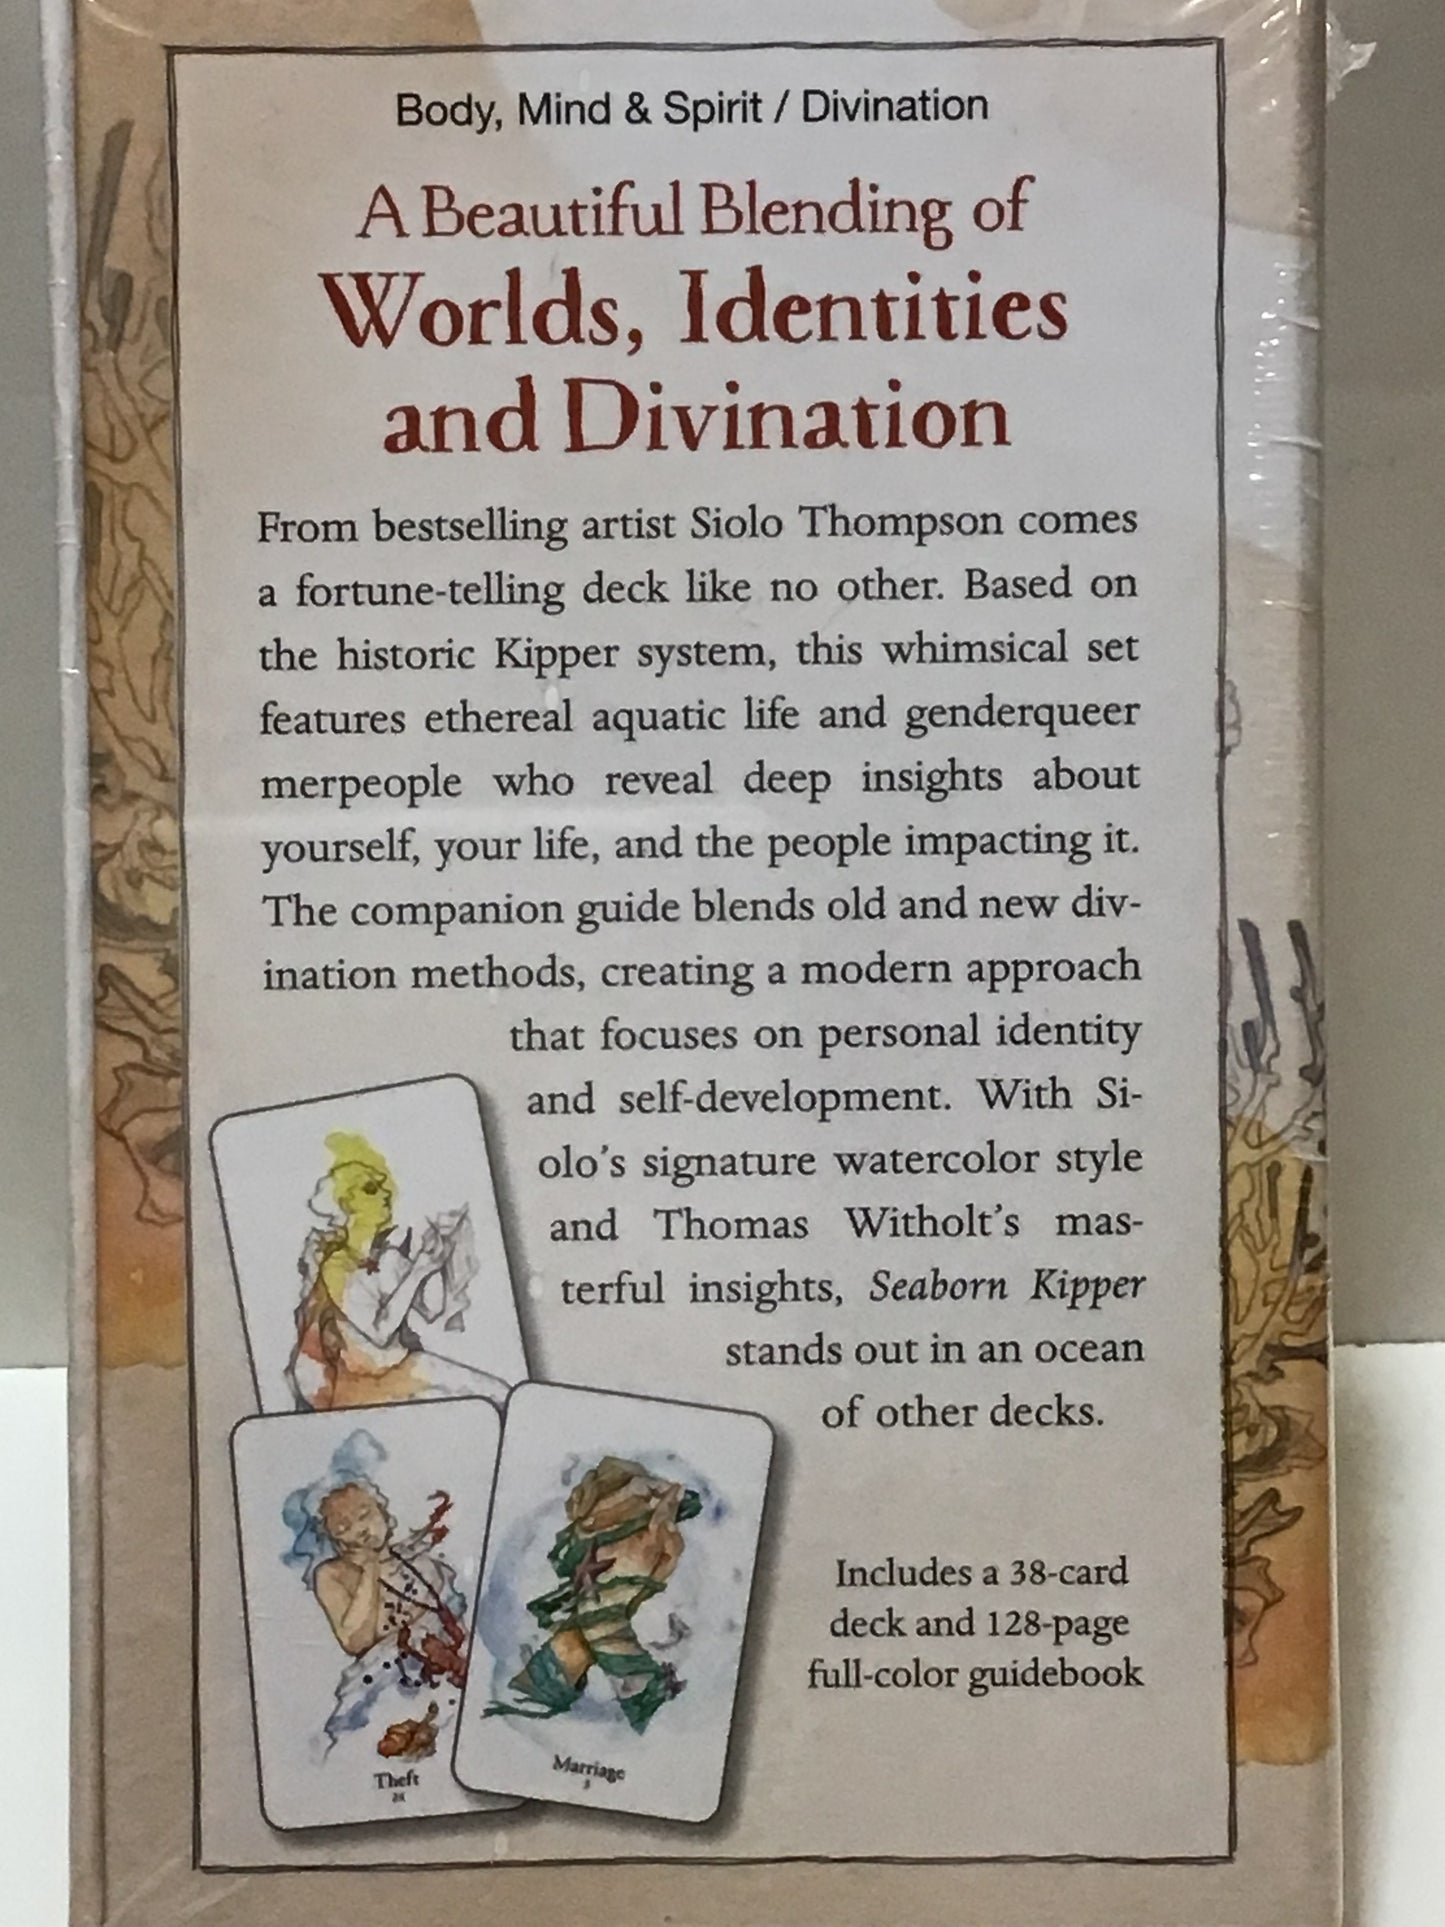 Body, Mind & Spirit / Divination
A Beautiful Blending of
Worlds, Identities
and Divination
From bestselling artist Siolo Thompson comes
a fortune-telling deck like no other. Based on
the historic Kipper system, this whimsical set
features ethereal aquatic life and genderqueer
merpeople who reveal deep insights about
yourself, your life, and the people impacting it.
The companion guide blends old and new div-
ination methods, creating a modern approach
that focuses on personal identity
and self-development. With Si-
olo's signature watercolor style
and Thomas Witholt's mas-
terful insights, Seaborn Kipper
stands out in an ocean
of other decks.
Includes a 38-card
deck and 128-page
full-color guidebook
Theft
Marriage